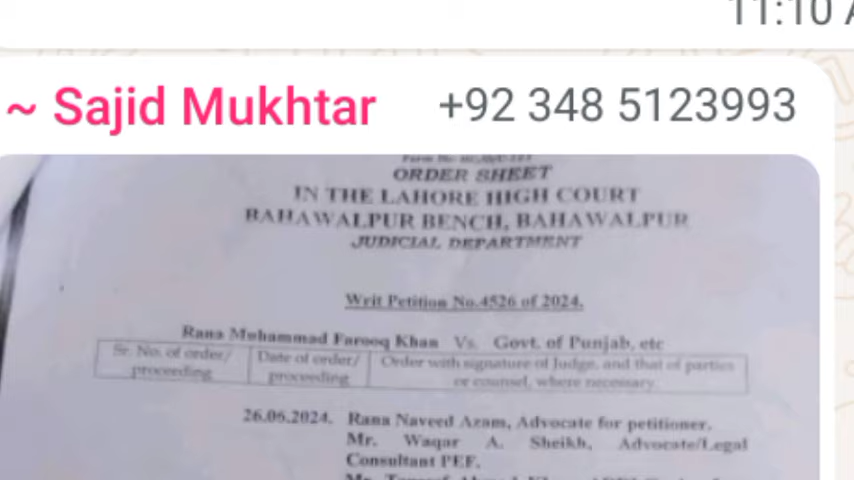 11:10 A
~ Sajid Mukhtar +92 348 5123993
ORDER SHEET
IN THE LAHORE HIGH COURT
BAHAWALPUR BENCH, BAHAWALPUR
JUDICIAL DEPARTMENT
Writ Petition No.4526 of 2024.
Rana Muhammad Farooq Khan Vs. Govt. of Punjab, etc
Sr. No. of order/ Date of order/ Order with signature of Judge, and that of parties
proceeding proceeding or counsel, where necessary
26.06.2024. Rana Naveed Azam, Advocate for petitioner.
Mr. Waqar A. Sheikh, Advocate/Legal
Consultant PEF.